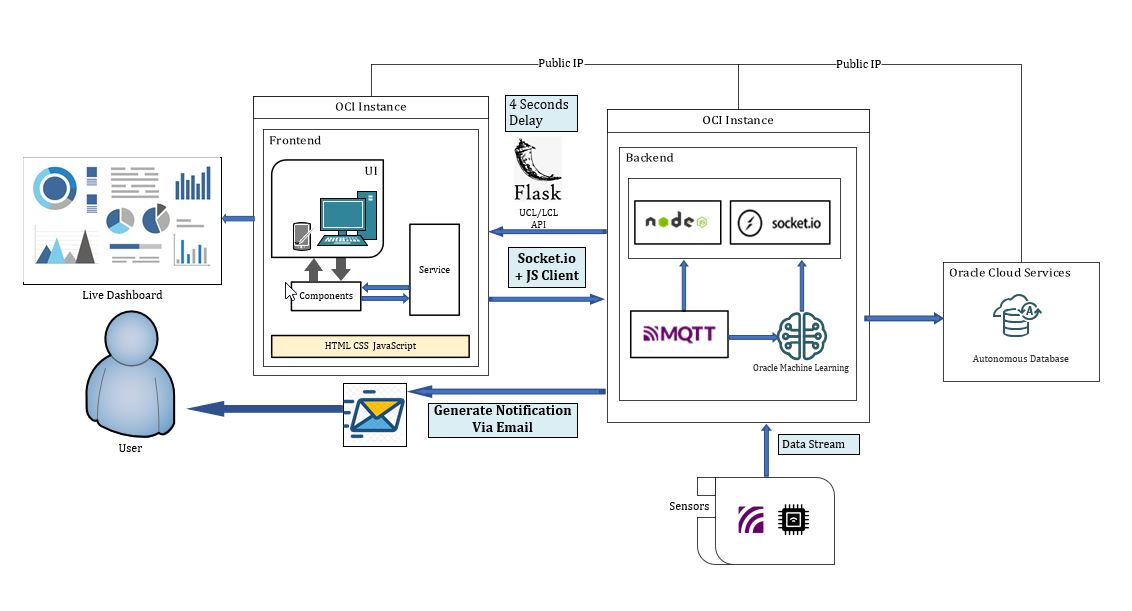 Public IP
Public IP
OCI Instance
4 Seconds
Delay
OCI Instance
Frontend
UI
Flask
UCL/LCL
API
Backend
node
JS
socket.io
Service
Socket.io
+ JS Client
Components
Live Dashboard
HTML CSS JavaScript
MQTT
Oracle Machine Learning
Oracle Cloud Services
A
Autonomous Database
Generate Notification
Via Email
User
Data Stream
Sensors